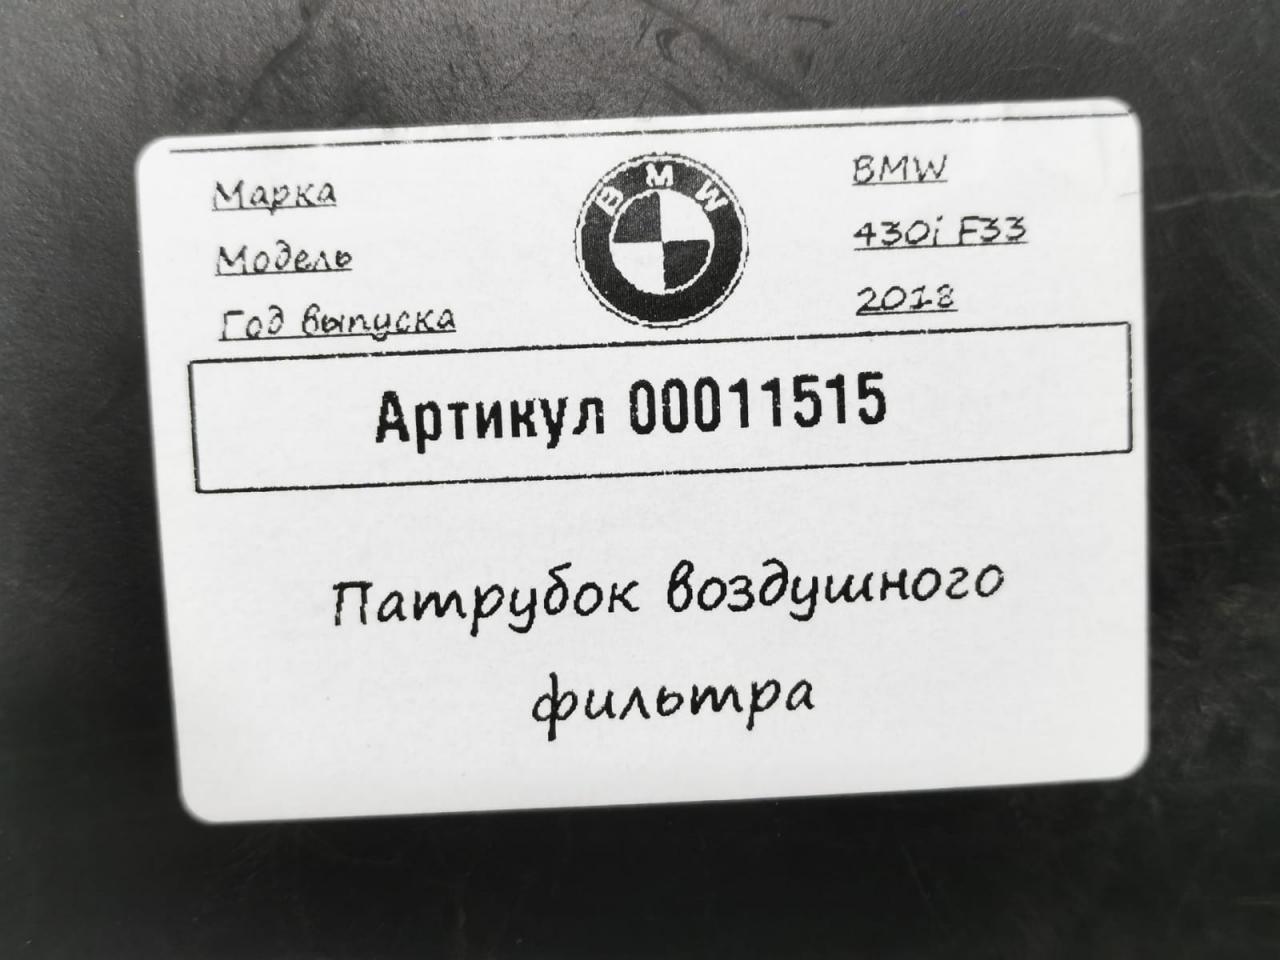 Марка BMW BMW
Модель 430i F33
Год выпуска 2018
Артикул 00011515
Патрубок воздушного
фильтра